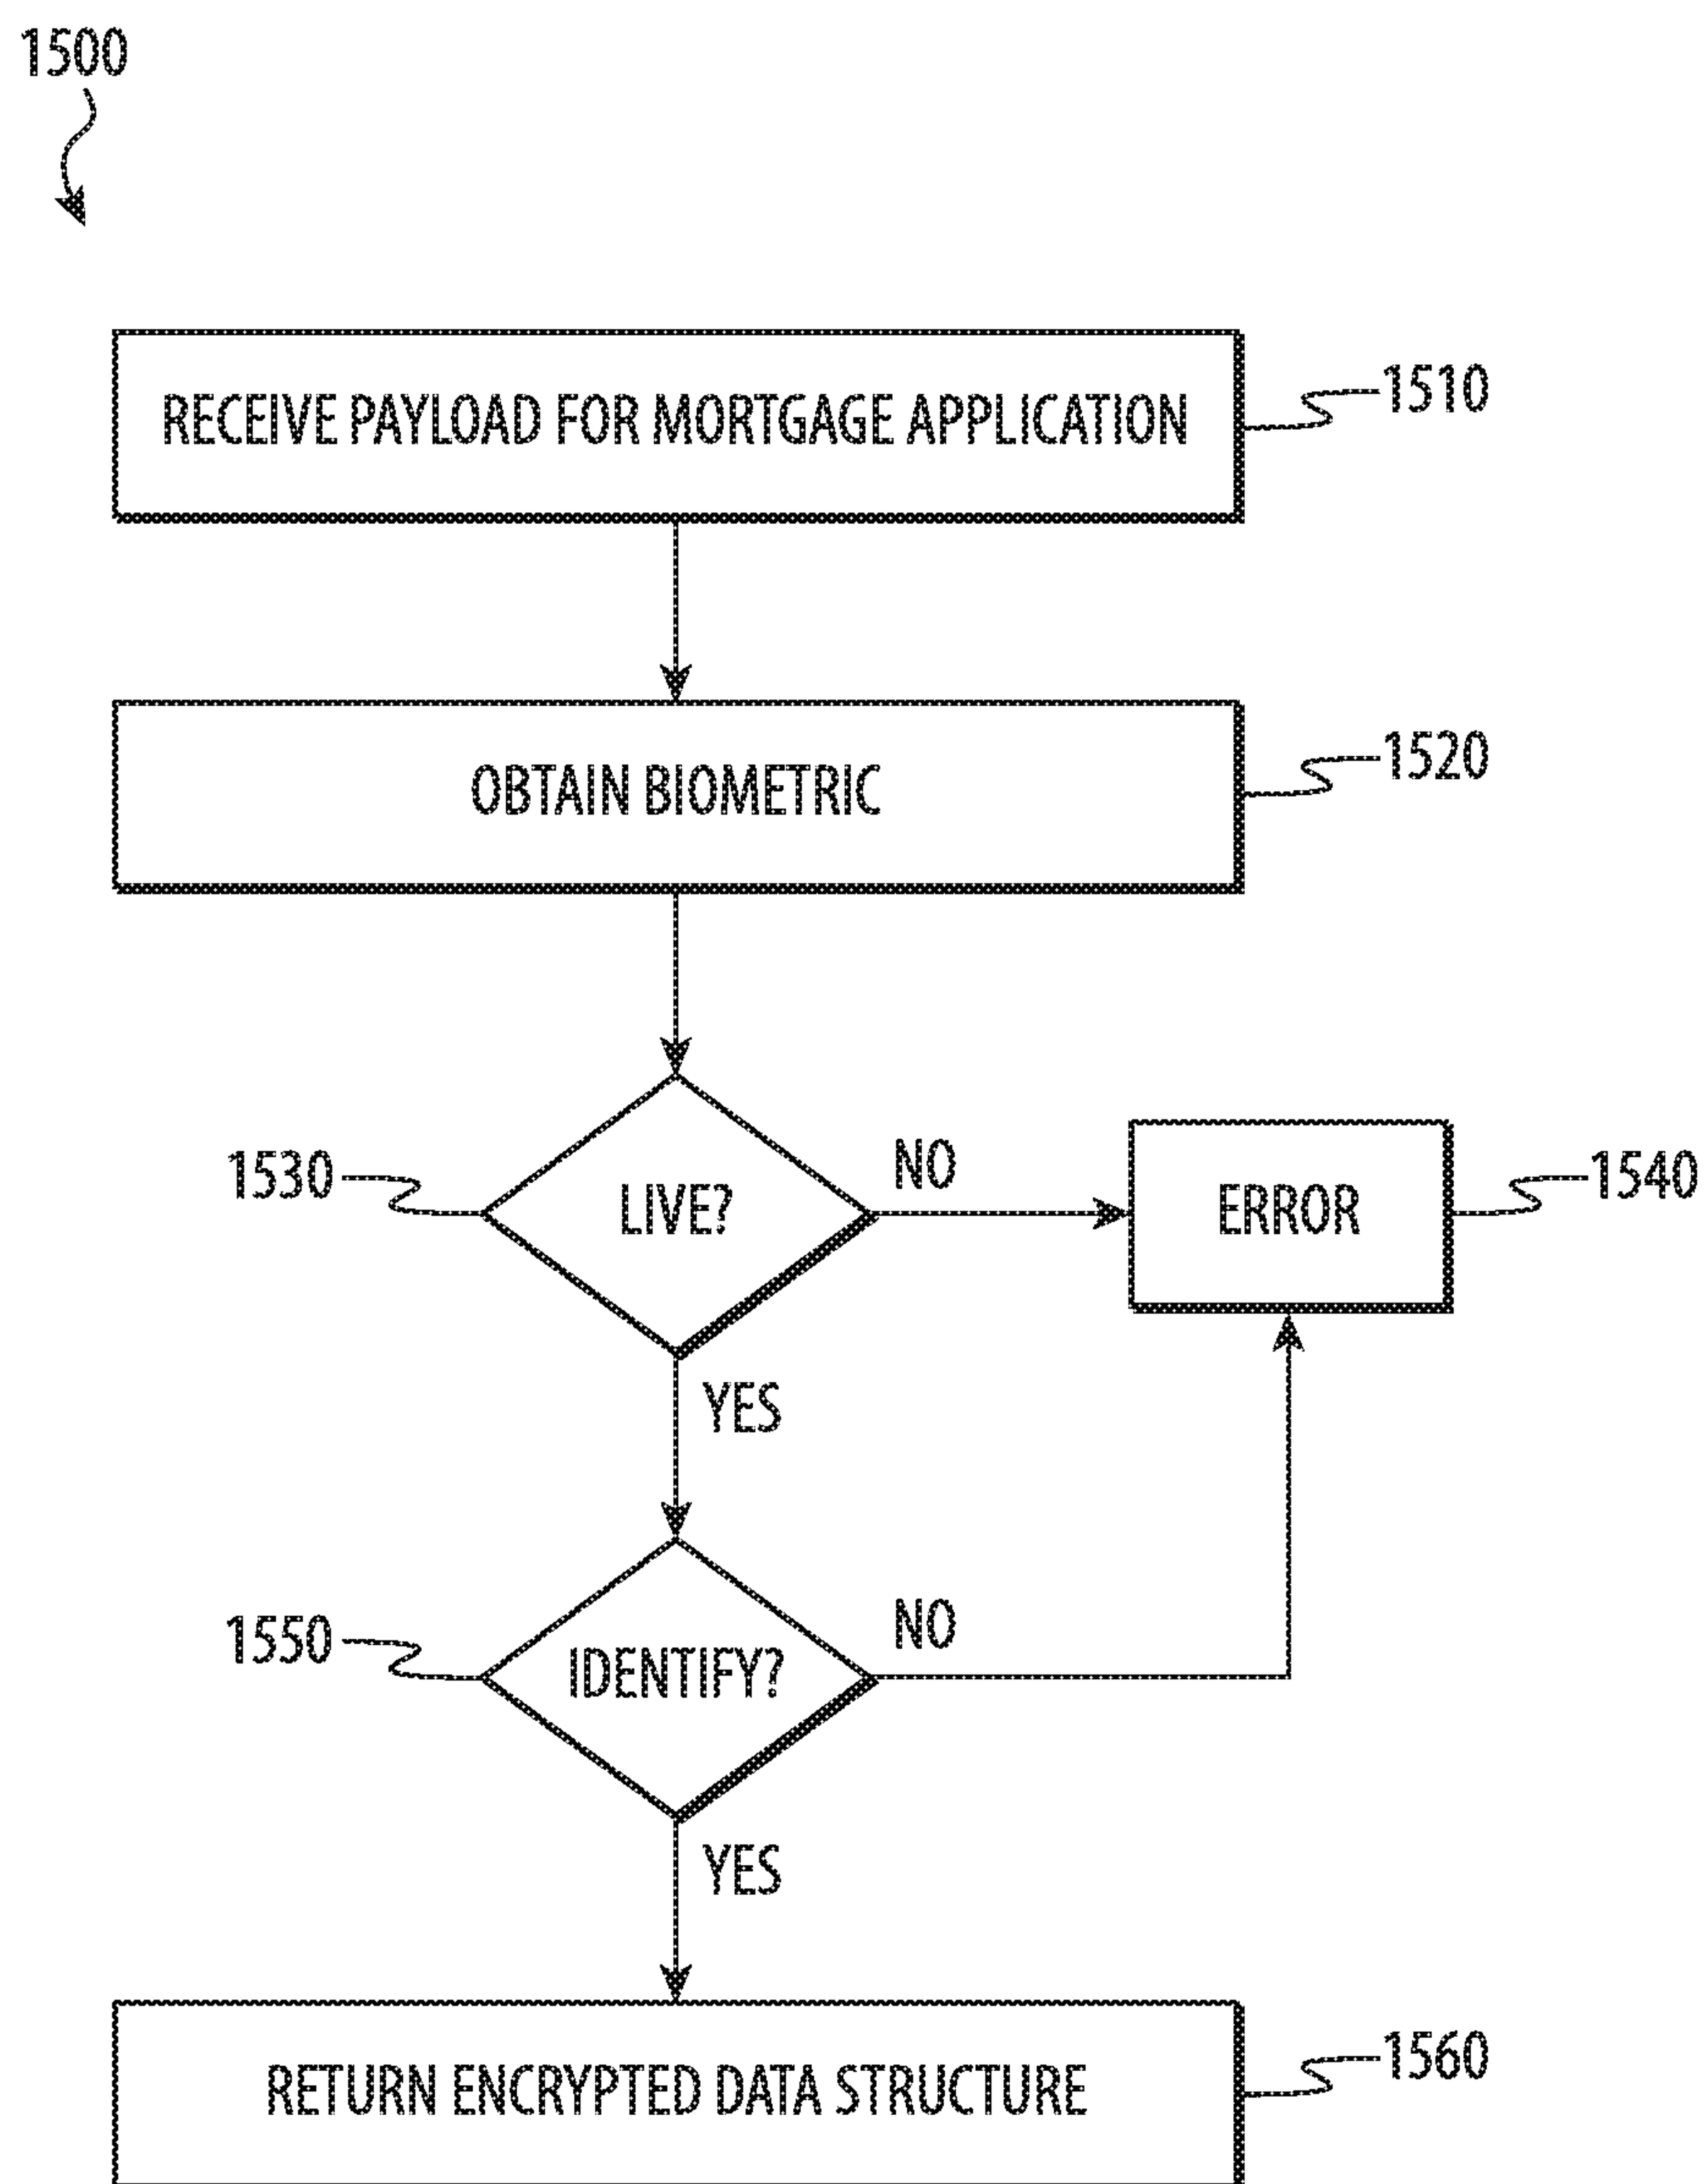 1500
RECEIVE PAYLOAD FOR MORTGAGE APPLICATION
1510
OBTAIN BIOMETRIC
1520
1530
LIVE?
NO
ERROR
1540
YES
1550
IDENTIFY?
NO
YES
RETURN ENCRYPTED DATA STRUCTURE
1560